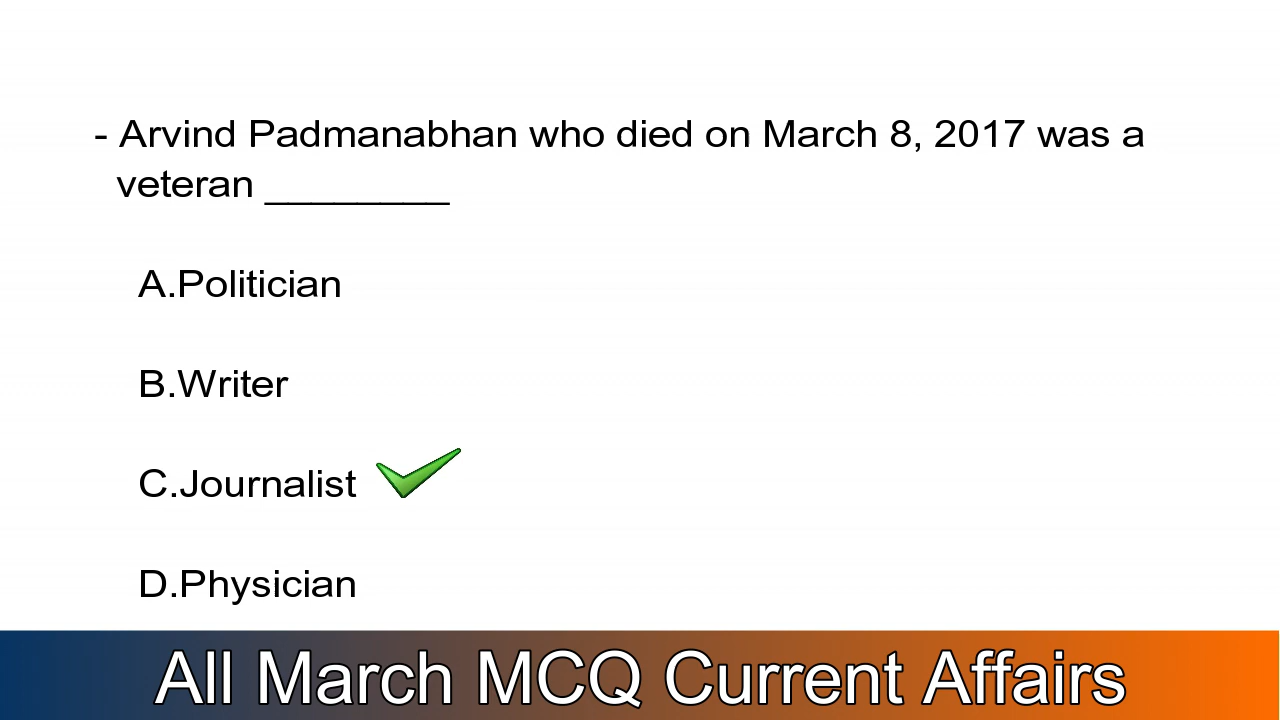 - Arvind Padmanabhan who died on March 8, 2017 was a
veteran ________
A.Politician
B.Writer
C.Journalist
D.Physician
All March MCQ Current Affairs